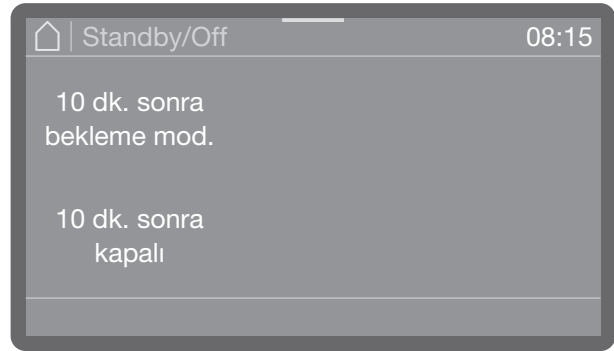 Standby/Off 08:15
10 dk. sonra
bekleme mod.
10 dk. sonra
kapalı